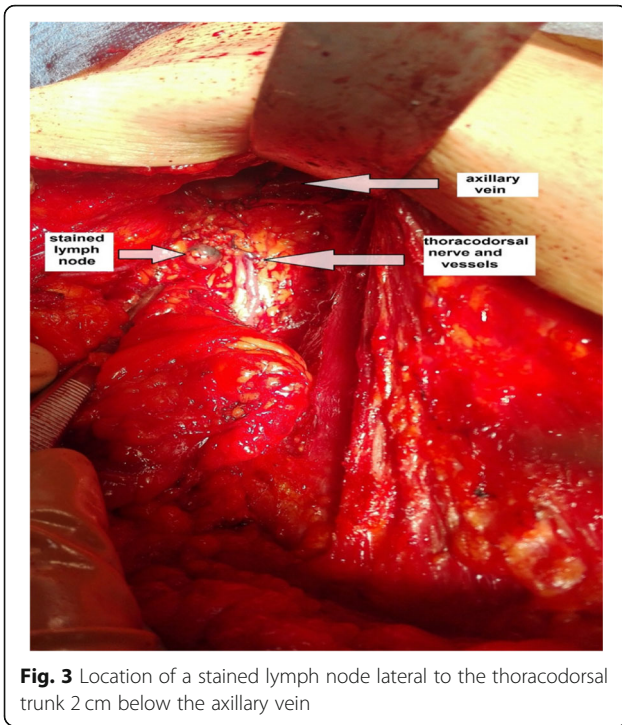 axillary
vein
stained
lymph
node
thoracodorsal
nerve and
vessels
Fig. 3 Location of a stained lymph node lateral to the thoracodorsal
trunk 2 cm below the axillary vein